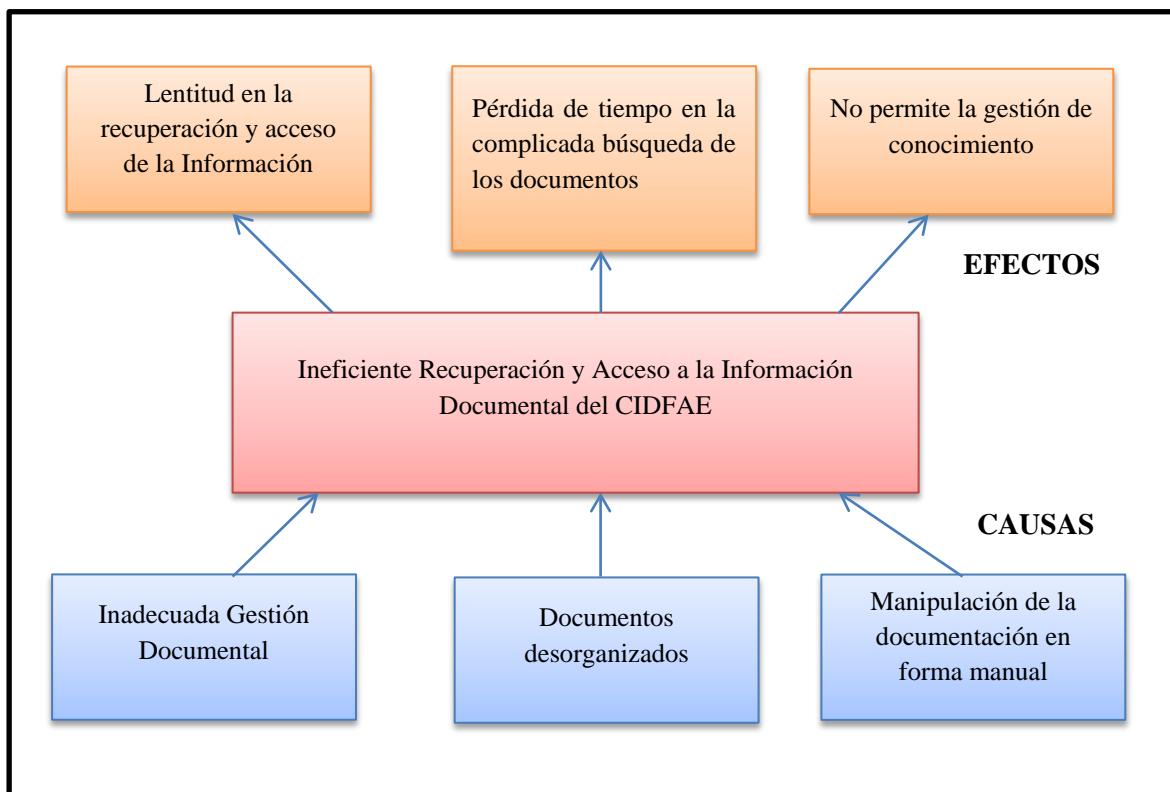 Lentitud en la
recuperación y acceso
de la Información
Pérdida de tiempo en la
complicada búsqueda de
los documentos
No permite la gestión de
conocimiento
EFECTOS
Ineficiente Recuperación y Acceso a la Información
Documental del CIDFAE
CAUSAS
Inadecuada Gestión
Documental
Documentos
desorganizados
Manipulación de la
documentación en
forma manual